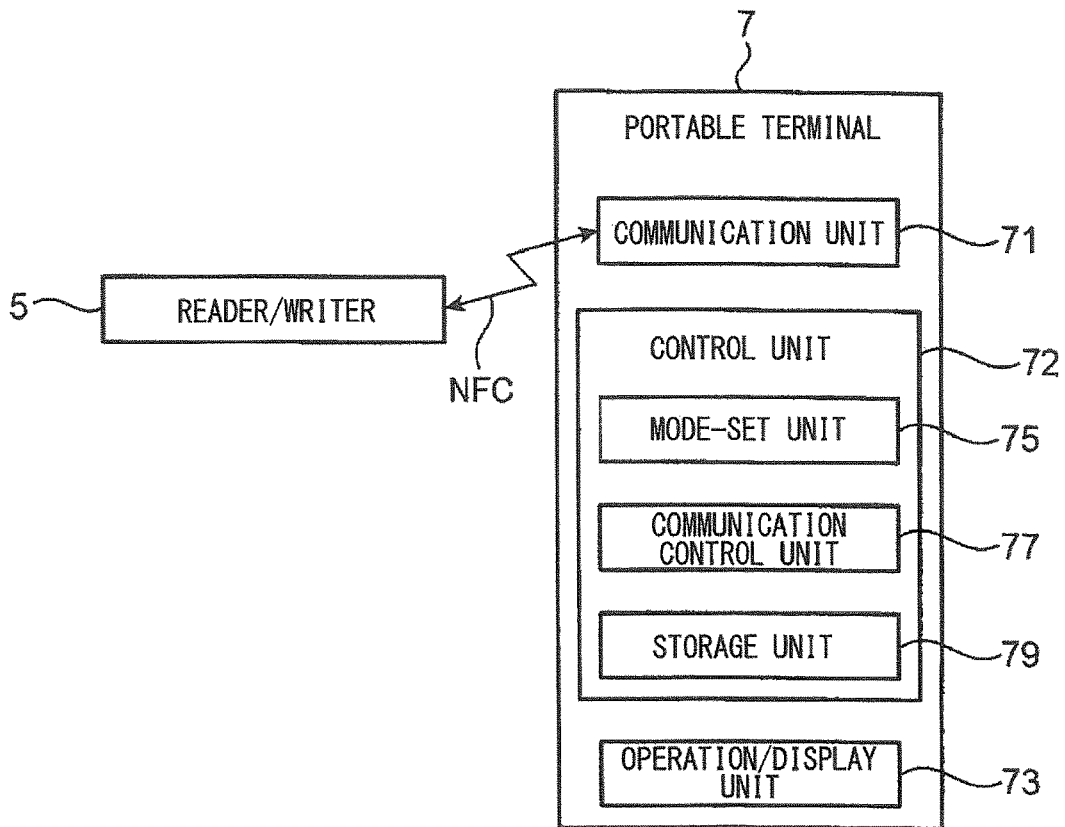 7
PORTABLE TERMINAL
COMMUNICATION UNIT
71
5
READER/WRITER
NFC
CONTROL UNIT
72
MODE-SET UNIT
75
COMMUNICATION
CONTROL UNIT
77
STORAGE UNIT
79
OPERATION/DISPLAY
UNIT
73